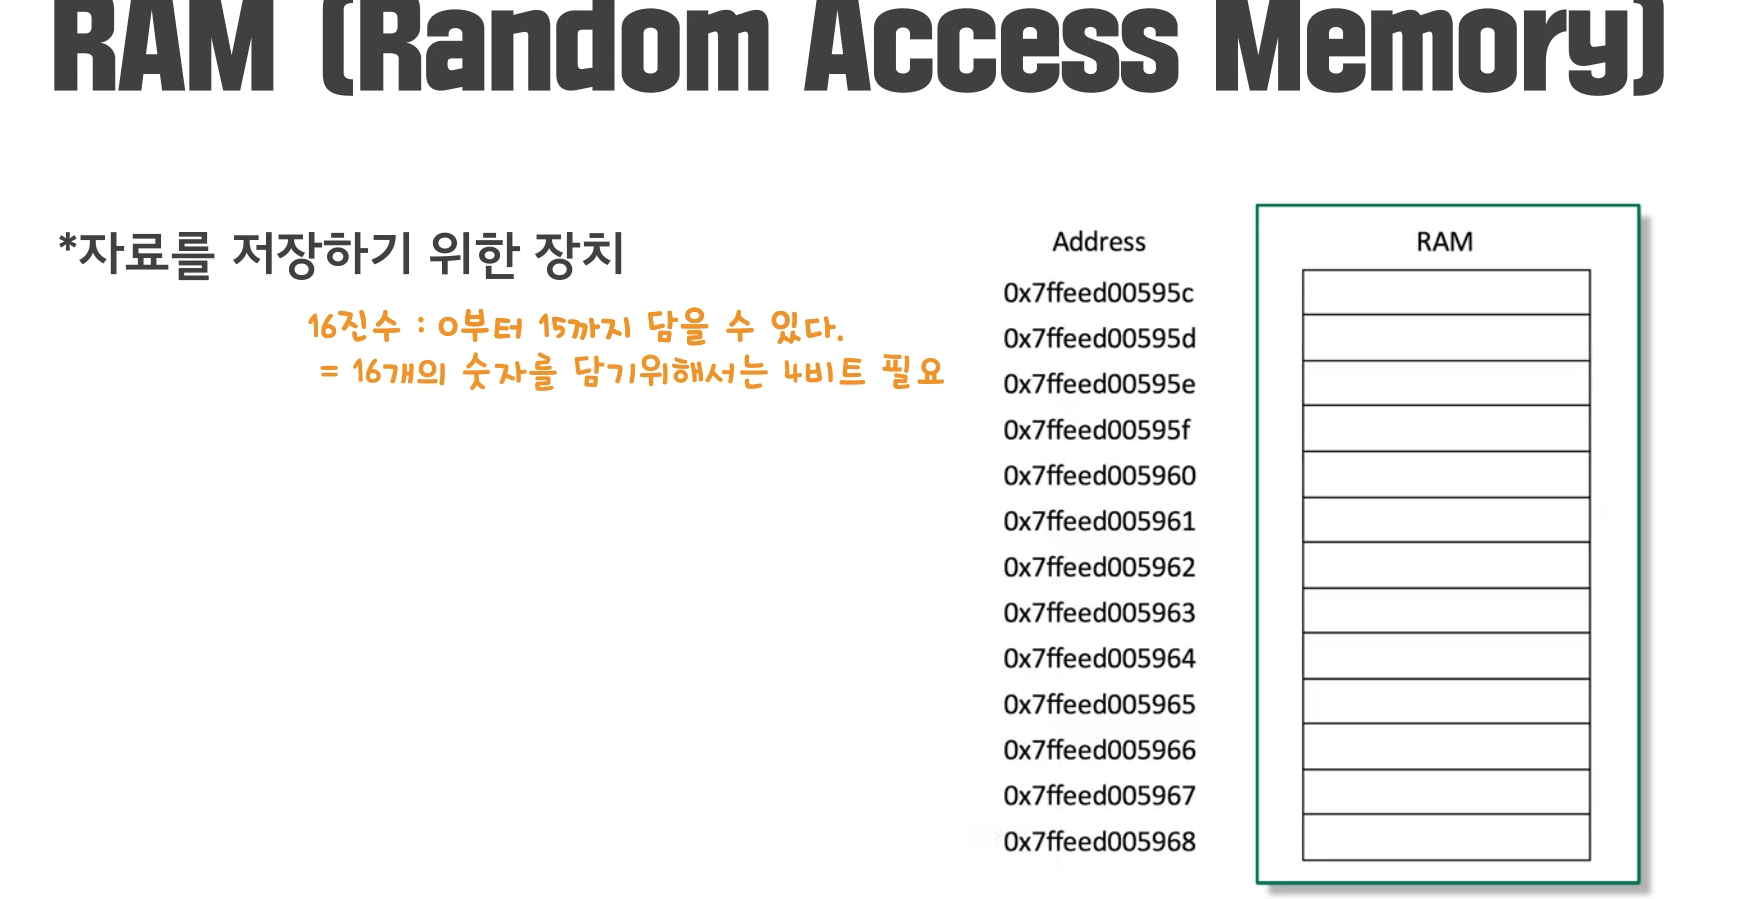 RAM (Random Access Memory)
*자료를 저장하기 위한 장치
16진수 : 0부터 15까지 담을 수 있다.
= 16개의 숫자를 담기위해서는 4비트 필요
Address
RAM
0x7ffeed00595c
0x7ffeed00595d
0x7ffeed00595e
0x7ffeed00595f
0x7ffeed005960
0x7ffeed005961
0x7ffeed005962
0x7ffeed005963
0x7ffeed005964
0x7ffeed005965
0x7ffeed005966
0x7ffeed005967
0x7ffeed005968